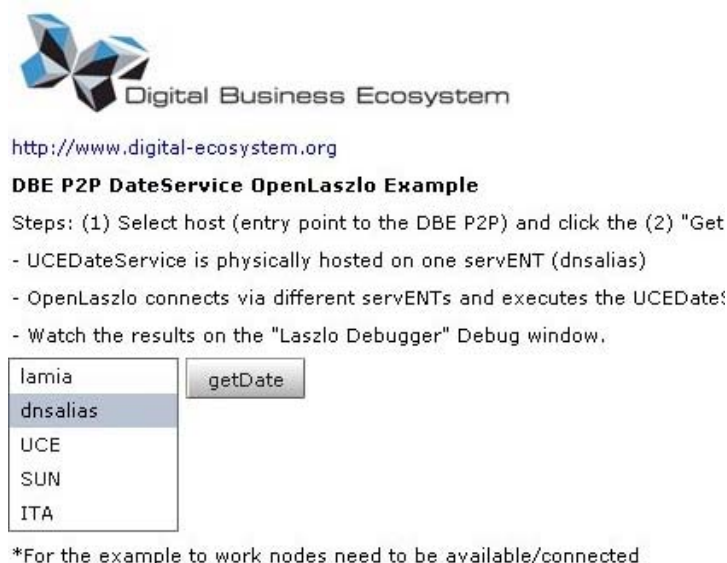 Digital Business Ecosystem
http://www.digital-ecosystem.org
DBE P2P DateService OpenLaszlo Example
Steps: (1) Select host (entry point to the DBE P2P) and click the (2) "Get
- UCEDateService is physically hosted on one servENT (dnsalias)
- OpenLaszlo connects via different servENTs and executes the UCEDateS
- Watch the results on the "Laszlo Debugger" Debug window.
lamia
getDate
dnsalias
UCE
SUN
ITA
*For the example to work nodes need to be available/connected